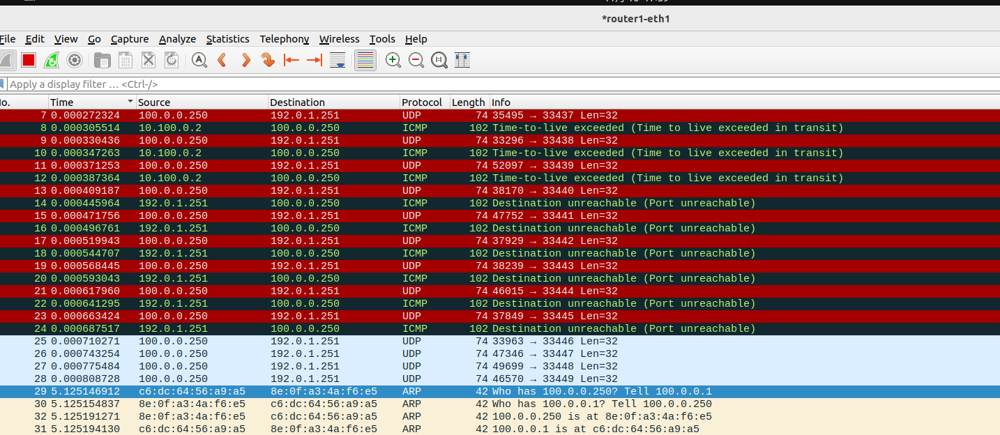 *router1-eth1
File Edit View Go Capture Analyze Statistics Telephony Wireless Tools Help
Apply a display filter … <Ctrl-/>
No. Time Source Destination Protocol Length Info
7 0.000272324 100.0.0.250 192.0.1.251 UDP 74 35495 → 33437 Len=32
8 0.000305514 10.100.0.2 100.0.0.250 ICMP 102 Time-to-live exceeded (Time to live exceeded in transit)
9 0.000330436 100.0.0.250 192.0.1.251 UDP 74 33296 → 33438 Len=32
10 0.000347263 10.100.0.2 100.0.0.250 ICMP 102 Time-to-live exceeded (Time to live exceeded in transit)
11 0.000371253 100.0.0.250 192.0.1.251 UDP 74 52097 → 33439 Len=32
12 0.000387364 10.100.0.2 100.0.0.250 ICMP 102 Time-to-live exceeded (Time to live exceeded in transit)
13 0.000409187 100.0.0.250 192.0.1.251 UDP 74 38170 → 33440 Len=32
14 0.000445964 192.0.1.251 100.0.0.250 ICMP 102 Destination unreachable (Port unreachable)
15 0.000471756 100.0.0.250 192.0.1.251 UDP 74 47752 → 33441 Len=32
16 0.000496761 192.0.1.251 100.0.0.250 ICMP 102 Destination unreachable (Port unreachable)
17 0.000519943 100.0.0.250 192.0.1.251 UDP 74 37929 → 33442 Len=32
18 0.000544707 192.0.1.251 100.0.0.250 ICMP 102 Destination unreachable (Port unreachable)
19 0.000568445 100.0.0.250 192.0.1.251 UDP 74 38239 → 33443 Len=32
20 0.000593043 192.0.1.251 100.0.0.250 ICMP 102 Destination unreachable (Port unreachable)
21 0.000617960 100.0.0.250 192.0.1.251 UDP 74 46015 → 33444 Len=32
22 0.000641295 192.0.1.251 100.0.0.250 ICMP 102 Destination unreachable (Port unreachable)
23 0.000663424 100.0.0.250 192.0.1.251 UDP 74 37849 → 33445 Len=32
24 0.000687517 192.0.1.251 100.0.0.250 ICMP 102 Destination unreachable (Port unreachable)
25 0.000710271 100.0.0.250 192.0.1.251 UDP 74 33963 → 33446 Len=32
26 0.000743254 100.0.0.250 192.0.1.251 UDP 74 47346 → 33447 Len=32
27 0.000775484 100.0.0.250 192.0.1.251 UDP 74 49699 → 33448 Len=32
28 0.000808728 100.0.0.250 192.0.1.251 UDP 74 46570 → 33449 Len=32
29 5.125146912 c6:dc:64:56:a9:a5 8e:0f:a3:4a:f6:e5 ARP 42 Who has 100.0.0.250? Tell 100.0.0.1
30 5.125154837 8e:0f:a3:4a:f6:e5 c6:dc:64:56:a9:a5 ARP 42 Who has 100.0.0.1? Tell 100.0.0.250
32 5.125191271 8e:0f:a3:4a:f6:e5 c6:dc:64:56:a9:a5 ARP 42 100.0.0.250 is at 8e:0f:a3:4a:f6:e5
31 5.125194130 c6:dc:64:56:a9:a5 8e:0f:a3:4a:f6:e5 ARP 42 100.0.0.1 is at c6:dc:64:56:a9:a5